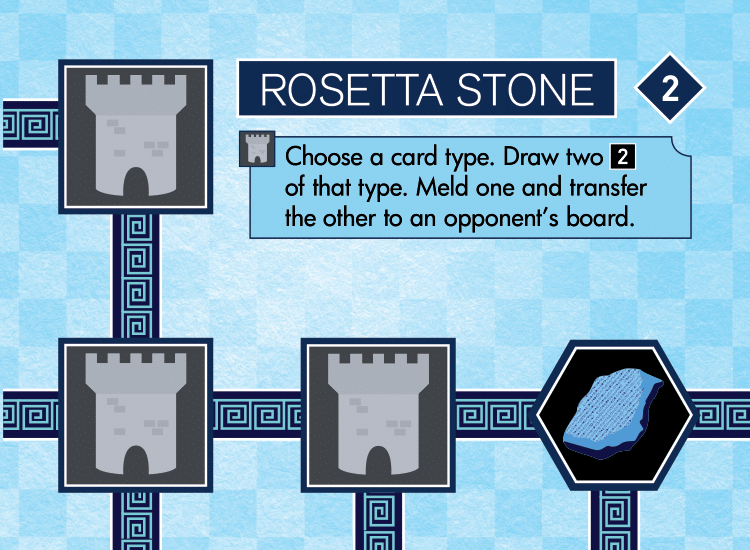 ROSETTA STONE 2
Choose a card type. Draw two 2
of that type. Meld one and transfer
the other to an opponent's board.